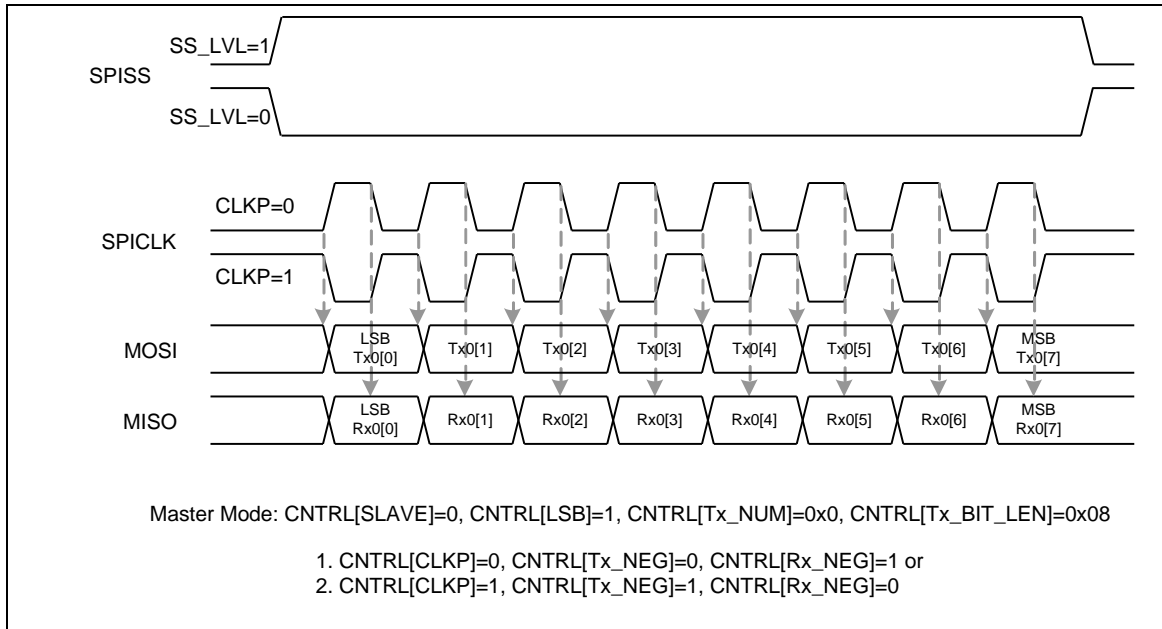 SS_LVL=1
SPISS
SS_LVL=0
CLKP=0
SPICLK
CLKP=1
MOSI
LSB
Tx0[0]
Tx0[1]
Tx0[2]
Tx0[3]
Tx0[4]
Tx0[5]
Tx0[6]
MSB
Tx0[7]
MISO
LSB
Rx0[0]
Rx0[1]
Rx0[2]
Rx0[3]
Rx0[4]
Rx0[5]
Rx0[6]
MSB
Rx0[7]
Master Mode: CNTRL[SLAVE]=0, CNTRL[LSB]=1, CNTRL[Tx_NUM]=0x0, CNTRL[Tx_BIT_LEN]=0x08
1. CNTRL[CLKP]=0, CNTRL[Tx_NEG]=0, CNTRL[Rx_NEG]=1 or
2. CNTRL[CLKP]=1, CNTRL[Tx_NEG]=1, CNTRL[Rx_NEG]=0